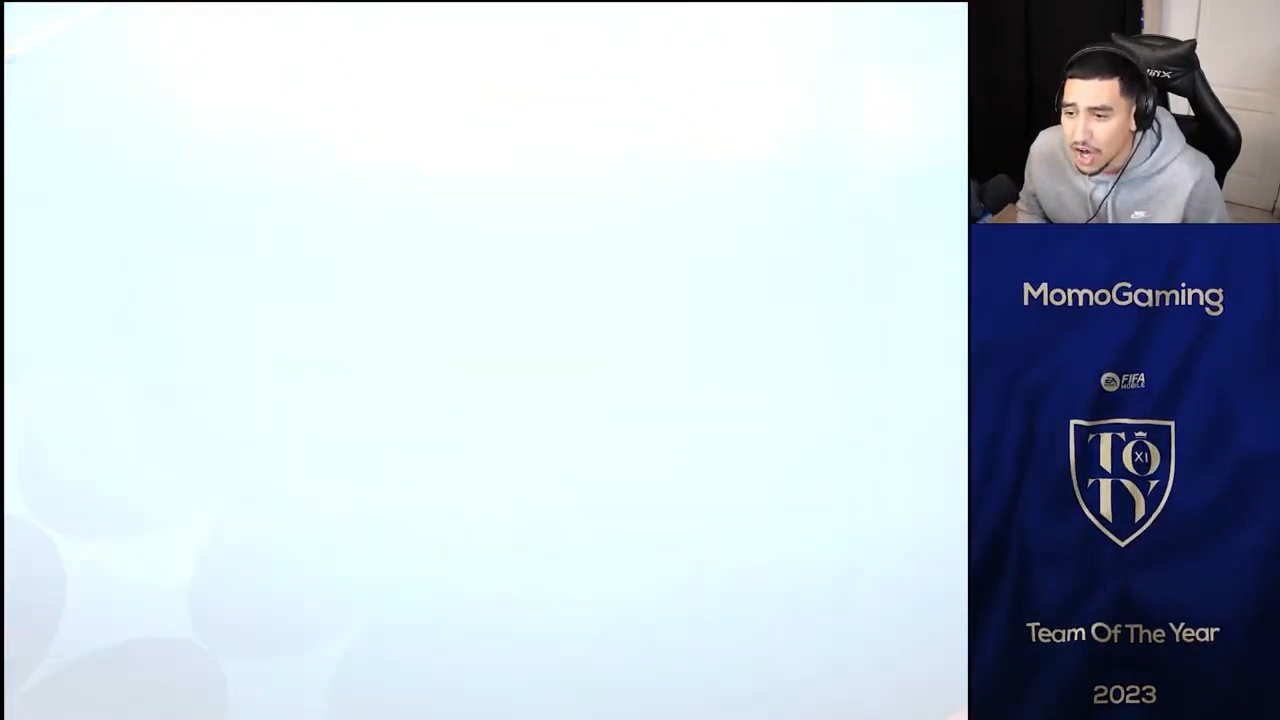 MomoGaming
EA
FIFA
MOBILE
TO
XI
TY
Team Of The Year
2023